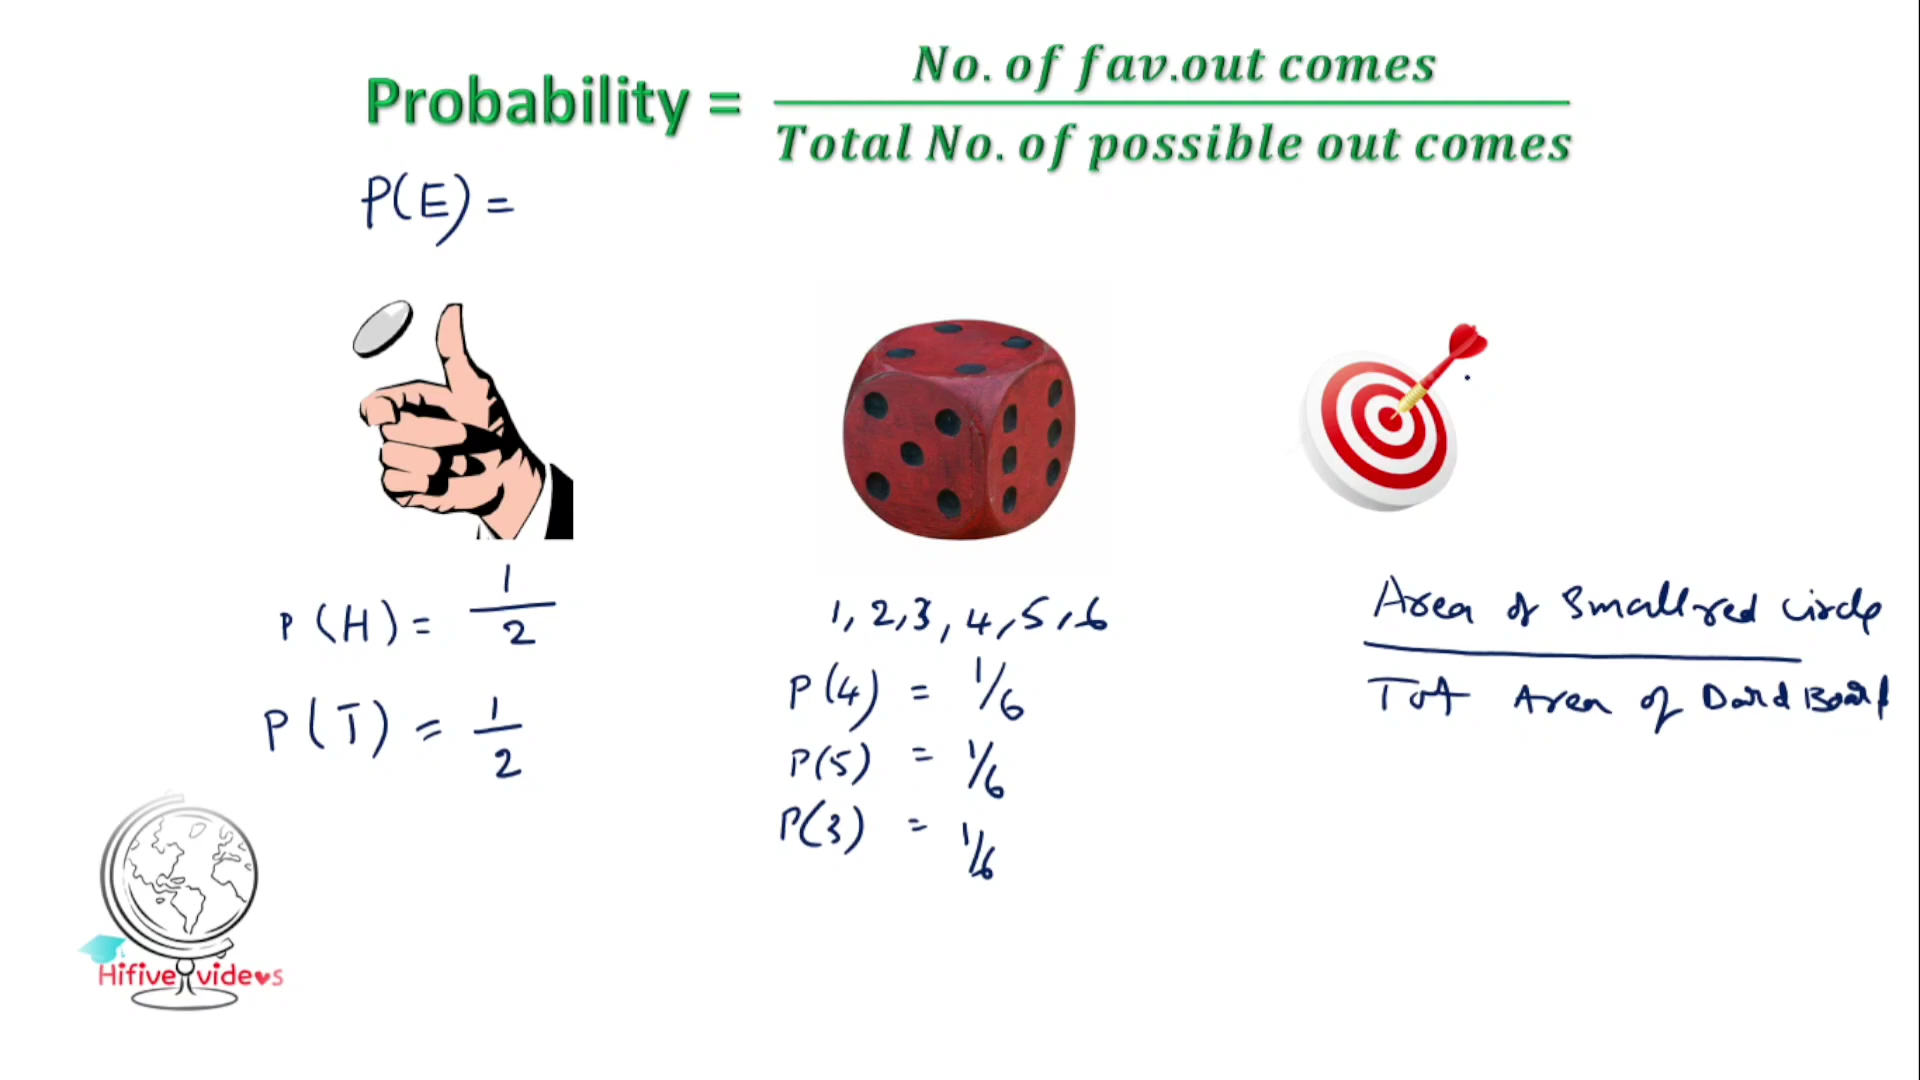 Probability = No. of fav.out comes
Total No. of possible out comes
P(E) =
P(H) = 1/2
P(T) = 1/2
1, 2, 3, 4, 5, 6
P(4) = 1/6
P(5) = 1/6
P(3) = 1/6
Area of Small red circle
Tot Area of Dard Board
Hifive videos